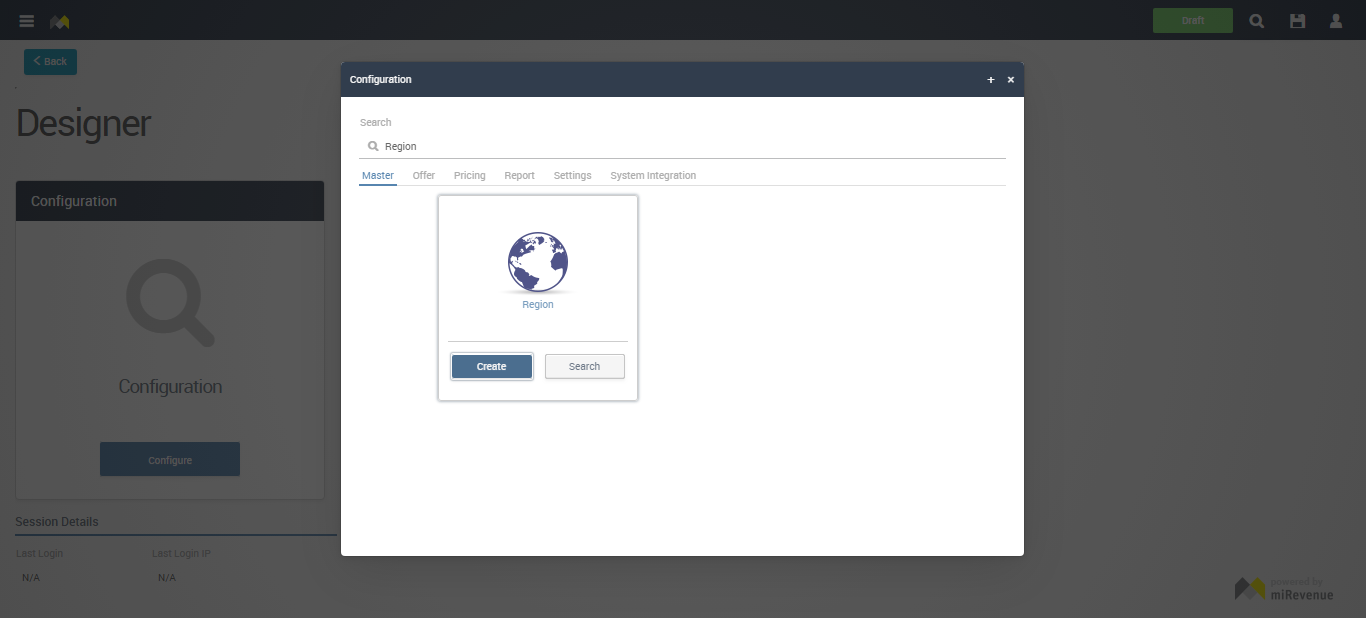 Draft
Back
Designer
Configuration
Configuration
Configure
Session Details
Last Login Last Login IP
N/A N/A
Configuration + ×
Search
Region
Master Offer Pricing Report Settings System Integration
Region
Create Search
powered by
miRevenue